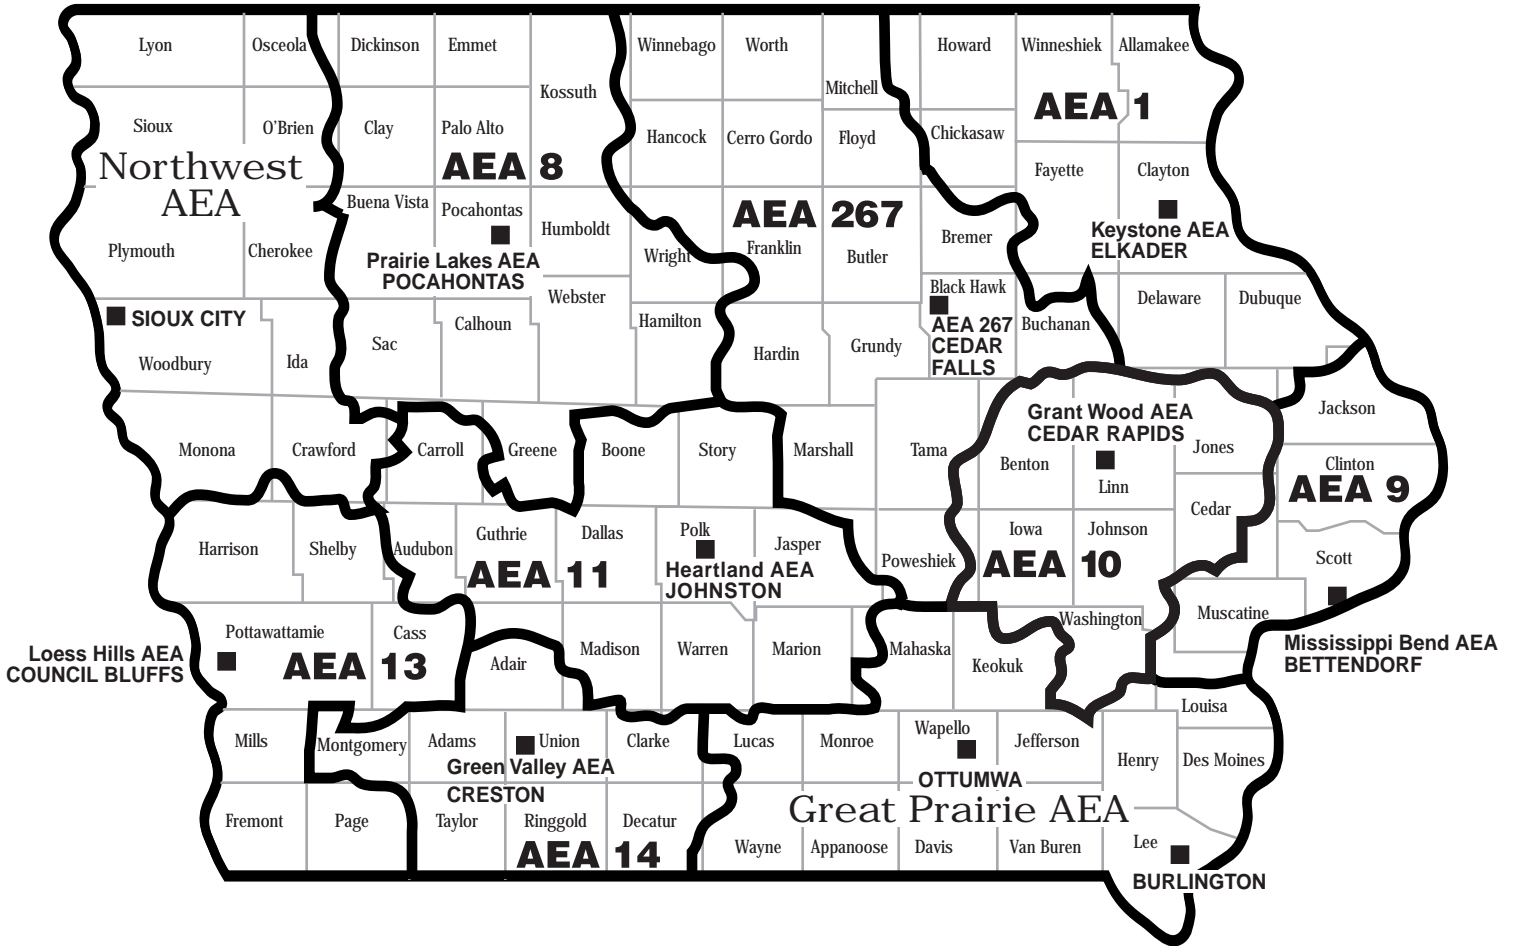 Lyon
Osceola
Dickinson
Emmet
Winnebago
Worth
Howard
Winneshiek
Allamakee
Kossuth
Mitchell
AEA 1
Sioux
O'Brien
Clay
Palo Alto
Hancock
Cerro Gordo
Floyd
Chickasaw
Northwest
AEA
AEA 8
Fayette
Clayton
Buena Vista
Pocahontas
AEA 267
Keystone AEA
ELKADER
Plymouth
Cherokee
Humboldt
Wright
Franklin
Butler
Bremer
Prairie Lakes AEA
POCAHONTAS
Webster
Black Hawk
Delaware
Dubuque
SIOUX CITY
Calhoun
Hamilton
AEA 267
CEDAR
FALLS
Buchanan
Woodbury
Ida
Sac
Hardin
Grundy
Grant Wood AEA
CEDAR RAPIDS
Jackson
Monona
Crawford
Carroll
Greene
Boone
Story
Marshall
Tama
Benton
Linn
Jones
Clinton
AEA 9
Cedar
Harrison
Shelby
Audubon
Guthrie
Dallas
Polk
Jasper
Poweshiek
Iowa
Johnson
Scott
AEA 11
Heartland AEA
JOHNSTON
AEA 10
Muscatine
Pottawattamie
Cass
Washington
Loess Hills AEA
COUNCIL BLUFFS
AEA 13
Adair
Madison
Warren
Marion
Mahaska
Keokuk
Mississippi Bend AEA
BETTENDORF
Louisa
Mills
Montgomery
Adams
Union
Clarke
Lucas
Monroe
Wapello
Jefferson
Henry
Des Moines
Green Valley AEA
CRESTON
OTTUMWA
Great Prairie AEA
Fremont
Page
Taylor
Ringgold
Decatur
AEA 14
Wayne
Appanoose
Davis
Van Buren
Lee
BURLINGTON